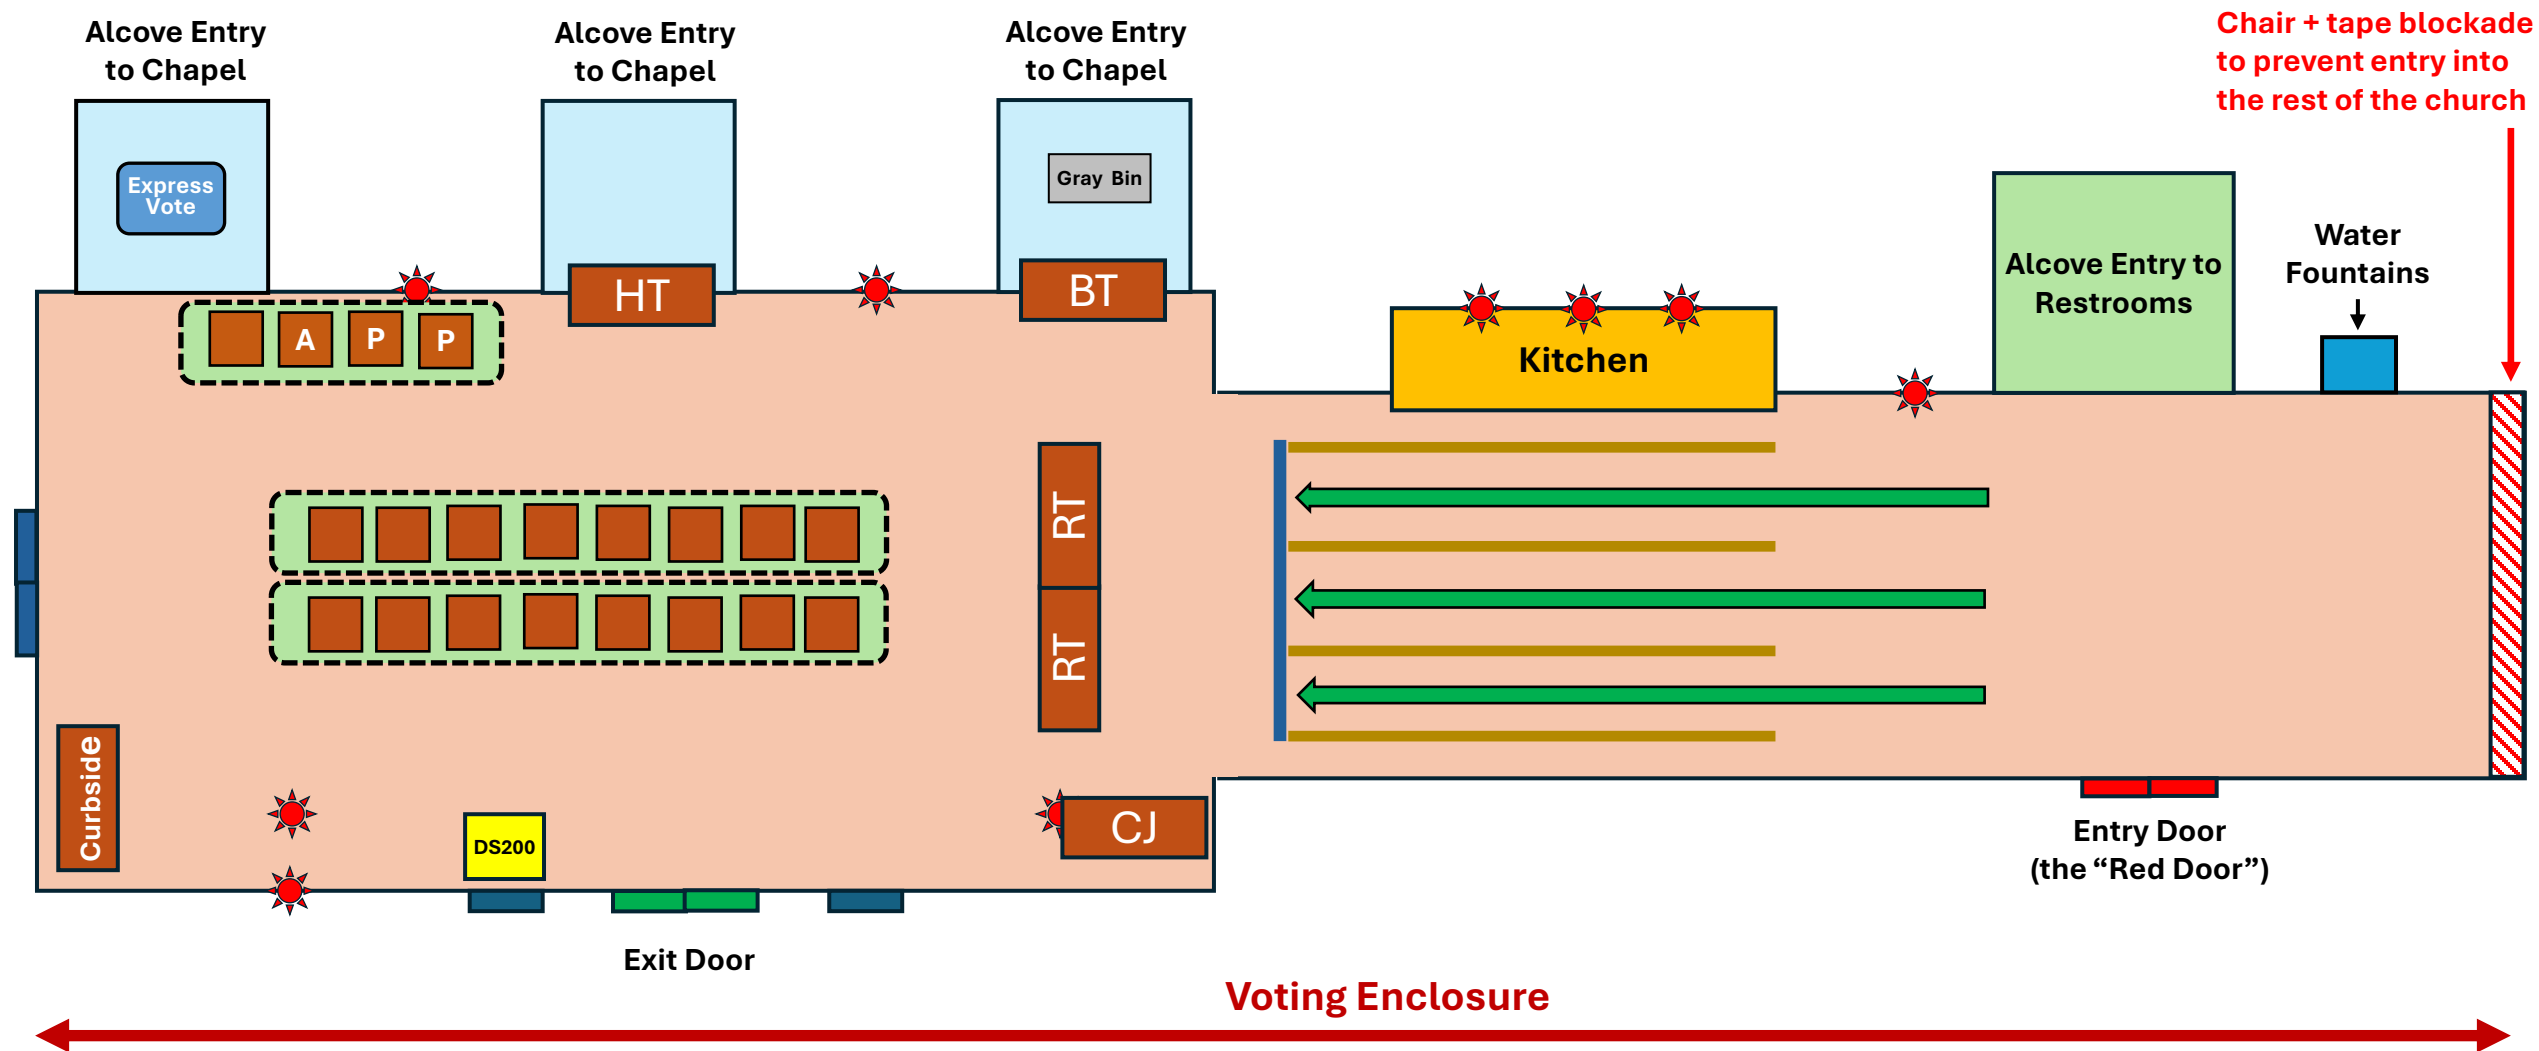 Alcove Entry
to Chapel
Alcove Entry
to Chapel
Alcove Entry
to Chapel
Chair + tape blockade
to prevent entry into
the rest of the church
Express
Vote
Gray Bin
Water
Fountains
Alcove Entry to
Restrooms
HT
BT
A
P
P
Kitchen
RT
RT
Curbside
DS200
CJ
Entry Door
(the “Red Door”)
Exit Door
Voting Enclosure